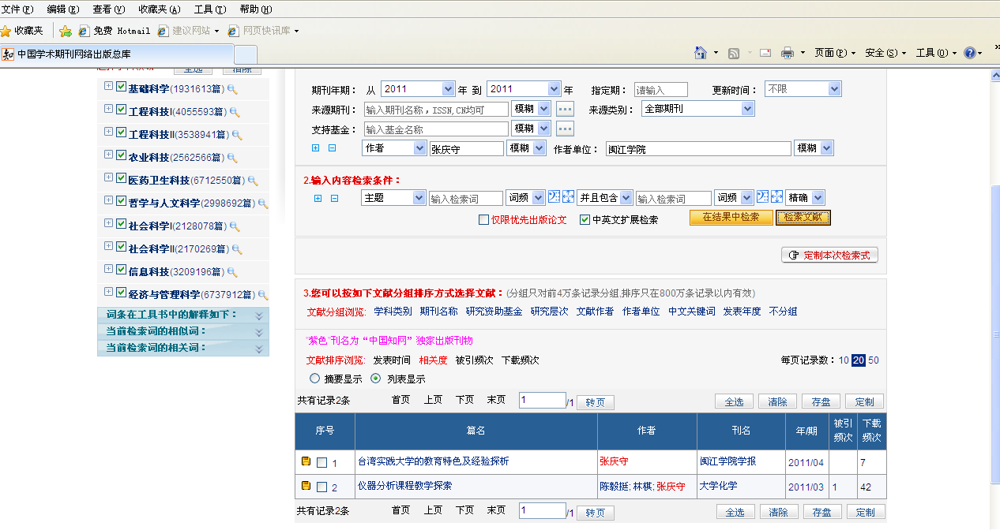 文件(F) 编辑(E) 查看(V) 收藏夹(A) 工具(T) 帮助(H)
收藏夹 免费 Hotmail 建议网站 网页快讯库
中国学术期刊网络出版总库 页面(P) 安全(S) 工具(O)
全选 清除
基础科学(1931613篇)
工程科技I(4055593篇)
工程科技II(3538941篇)
农业科技(2562566篇)
医药卫生科技(6712550篇)
哲学与人文科学(2998692篇)
社会科学I(2128078篇)
社会科学II(2170269篇)
信息科技(3209196篇)
经济与管理科学(6737912篇)
词条在工具书中的解释如下:
当前检索词的相似词:
当前检索词的相关词:
期刊年期: 从 2011 年 到 2011 年 指定期: 请输入 更新时间: 不限
来源期刊: 输入期刊名称,ISSN,CN均可 模糊 来源类别: 全部期刊
支持基金: 输入基金名称 模糊
作者 张庆守 模糊 作者单位: 闽江学院 模糊
2.输入内容检索条件:
主题 输入检索词 词频 并且包含 输入检索词 词频 精确
仅限优先出版论文 中英文扩展检索 在结果中检索 检索文献
定制本次检索式
3.您可以按如下文献分组排序方式选择文献:(分组只对前4万条记录分组,排序只在800万条记录以内有效)
文献分组浏览: 学科类别 期刊名称 研究资助基金 研究层次 文献作者 作者单位 中文关键词 发表年度 不分组
"紫色"刊名为“中国知网”独家出版刊物
文献排序浏览: 发表时间 相关度 被引频次 下载频次 每页记录数: 10 20 50
摘要显示 列表显示
共有记录2条 首页 上页 下页 末页 1 /1 转页 全选 清除 存盘 定制
序号 篇名 作者 刊名 年/期 被引频次 下载频次
1 台湾实践大学的教育特色及经验探析 张庆守 闽江学院学报 2011/04 7
2 仪器分析课程教学探索 陈毅挺; 林棋; 张庆守 大学化学 2011/03 1 42
共有记录2条 首页 上页 下页 末页 1 /1 转页 全选 清除 存盘 定制